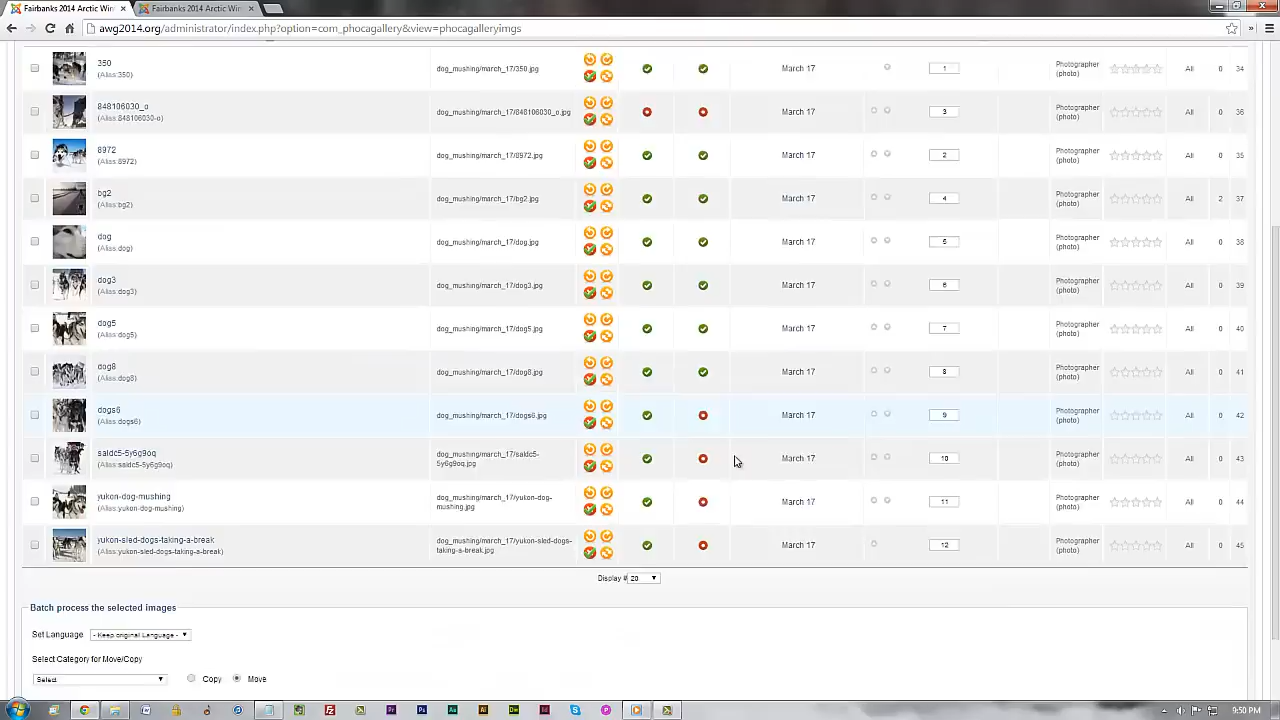 Fairbanks 2014 Arctic Win
Fairbanks 2014 Arctic Wi
awg2014.org/administrator/index.php?option=com_phocagallery&view=phocagalleryimgs
350
(Alias:350)
dog_mushing/march_17/350.jpg
March 17
1
Photographer
(photo)
All
0
34
848106030_o
(Alias:848106030-o)
dog_mushing/march_17/848106030_o.jpg
March 17
3
Photographer
(photo)
All
0
36
8972
(Alias:8972)
dog_mushing/march_17/8972.jpg
March 17
2
Photographer
(photo)
All
0
35
bg2
(Alias:bg2)
dog_mushing/march_17/bg2.jpg
March 17
4
Photographer
(photo)
All
2
37
dog
(Alias:dog)
dog_mushing/march_17/dog.jpg
March 17
5
Photographer
(photo)
All
0
38
dog3
(Alias:dog3)
dog_mushing/march_17/dog3.jpg
March 17
6
Photographer
(photo)
All
0
39
dog5
(Alias:dog5)
dog_mushing/march_17/dog5.jpg
March 17
7
Photographer
(photo)
All
0
40
dog8
(Alias:dog8)
dog_mushing/march_17/dog8.jpg
March 17
8
Photographer
(photo)
All
0
41
dogs6
(Alias:dogs6)
dog_mushing/march_17/dogs6.jpg
March 17
9
Photographer
(photo)
All
0
42
saldc5-5y6g9oq
(Alias:saldc5-5y6g9oq)
dog_mushing/march_17/saldc5-
5y6g9oq.jpg
March 17
10
Photographer
(photo)
All
0
43
yukon-dog-mushing
(Alias:yukon-dog-mushing)
dog_mushing/march_17/yukon-dog-
mushing.jpg
March 17
11
Photographer
(photo)
All
0
44
yukon-sled-dogs-taking-a-break
(Alias:yukon-sled-dogs-taking-a-break)
dog_mushing/march_17/yukon-sled-dogs-
taking-a-break.jpg
March 17
12
Photographer
(photo)
All
0
45
Display # 20
Batch process the selected images
Set Language - Keep original Language -
Select Category for Move/Copy
Select
Copy
Move
9:50 PM